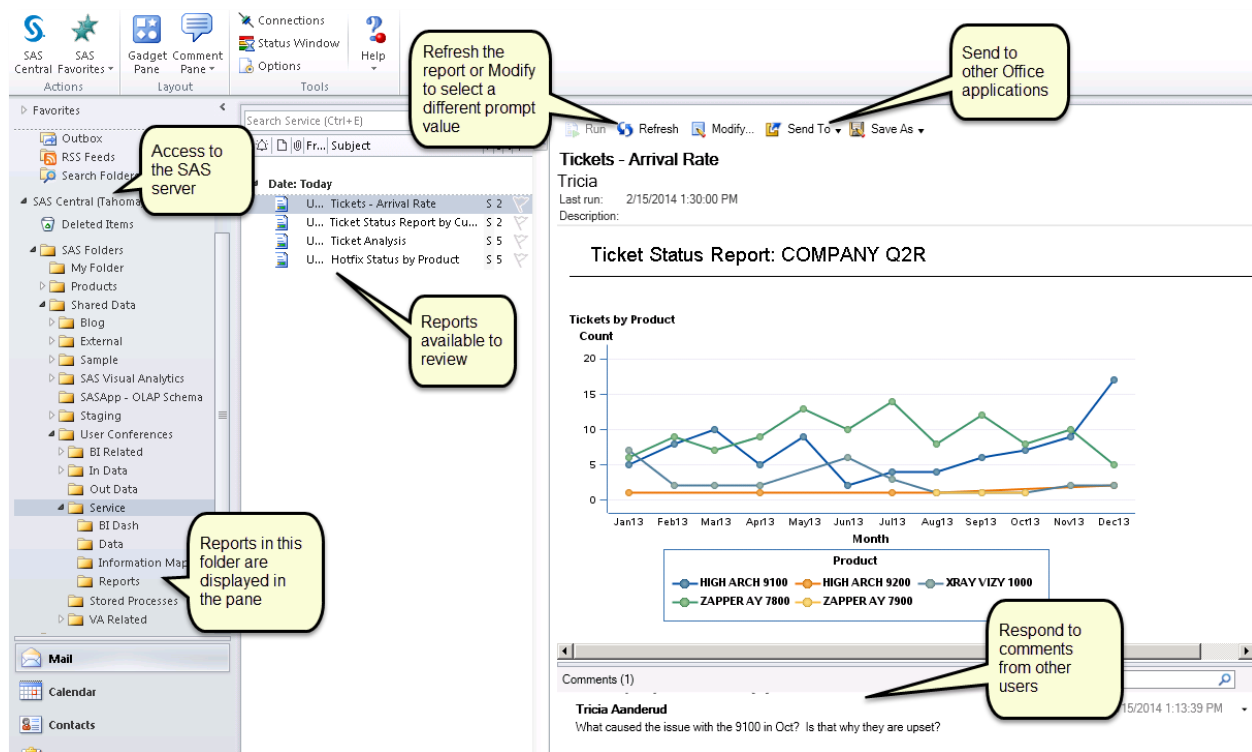 SAS Central
SAS Favorites
Gadget Pane
Comment Pane
Connections
Status Window
Options
Help
Actions
Layout
Tools
Refresh the
report or Modify
to select a
different prompt
value
Send to
other Office
applications
Favorites
Outbox
RSS Feeds
Search Folders
Access to
the SAS
server
SAS Central (Tahoma
Deleted Items
SAS Folders
My Folder
Products
Shared Data
Blog
External
Sample
SAS Visual Analytics
SASApp - OLAP Schema
Staging
User Conferences
BI Related
In Data
Out Data
Service
BI Dash
Data
Information Map
Reports
Stored Processes
VA Related
Reports in this
folder are
displayed in
the pane
Mail
Calendar
Contacts
Search Service (Ctrl+E)
Fr... Subject
Date: Today
U... Tickets - Arrival Rate S 2
U... Ticket Status Report by Cu... S 2
U... Ticket Analysis S 5
U... Hotfix Status by Product S 5
Reports
available to
review
Run Refresh Modify... Send To Save As
Tickets - Arrival Rate
Tricia
Last run: 2/15/2014 1:30:00 PM
Description:
Ticket Status Report: COMPANY Q2R
Tickets by Product
Count
20
15
10
5
0
Jan13 Feb13 Mar13 Apr13 May13 Jun13 Jul13 Aug13 Sep13 Oct13 Nov13 Dec13
Month
Product
HIGH ARCH 9100 HIGH ARCH 9200 XRAY VIZY 1000
ZAPPER AY 7800 ZAPPER AY 7900
Respond to
comments
from other
users
Comments (1)
Tricia Aanderud 15/2014 1:13:39 PM
What caused the issue with the 9100 in Oct? Is that why they are upset?